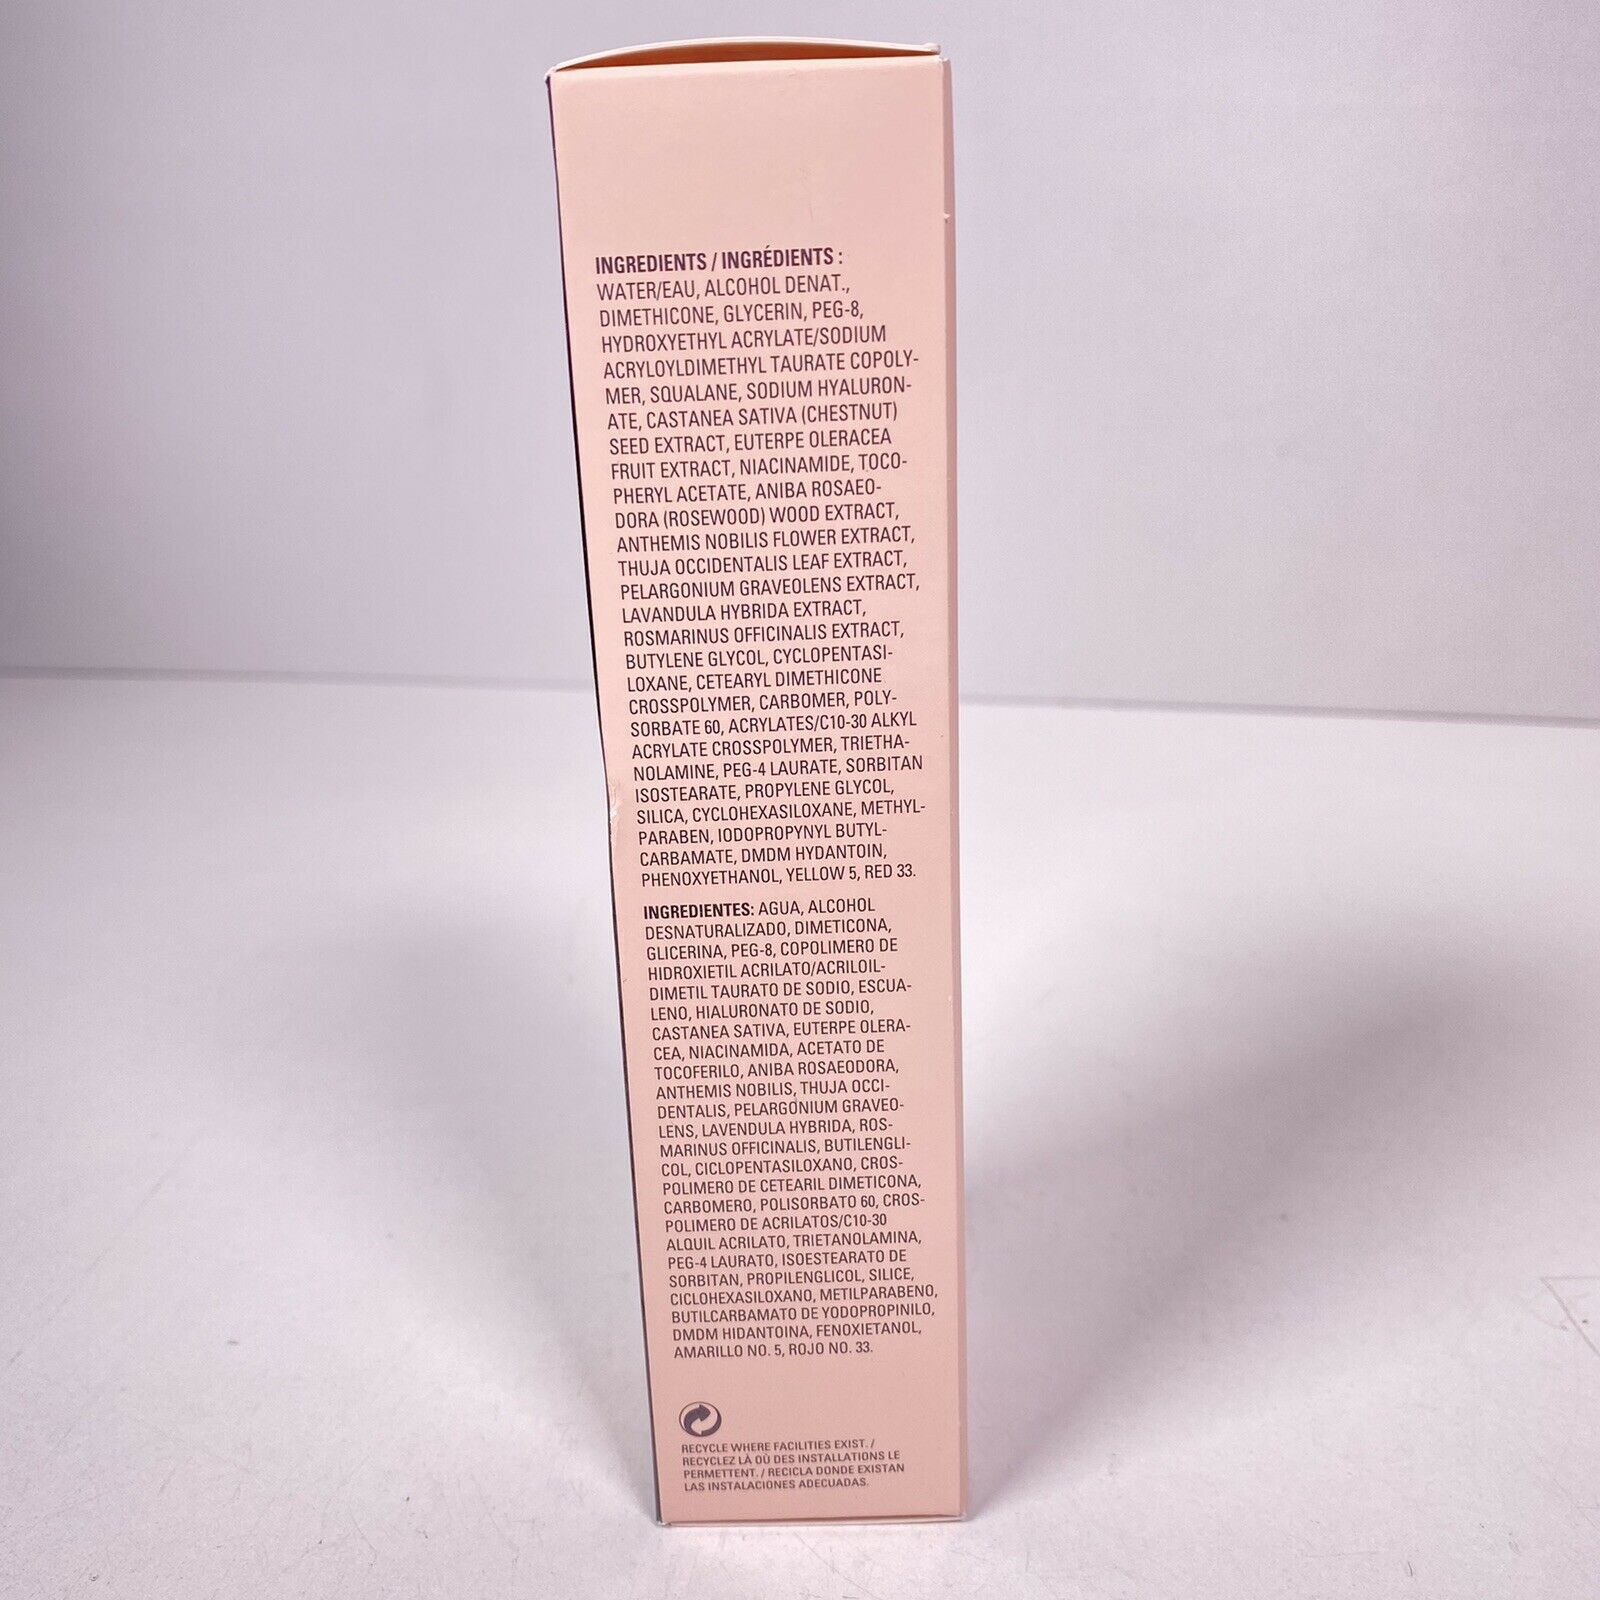 INGREDIENTS / INGRÉDIENTS :
WATER/EAU, ALCOHOL DENAT.,
DIMETHICONE, GLYCERIN, PEG-8,
HYDROXYETHYL ACRYLATE/SODIUM
ACRYLOYLDIMETHYL TAURATE COPOLY-
MER, SQUALANE, SODIUM HYALURON-
ATE, CASTANEA SATIVA (CHESTNUT)
SEED EXTRACT, EUTERPE OLERACEA
FRUIT EXTRACT, NIACINAMIDE, TOCO-
PHERYL ACETATE, ANIBA ROSAEO-
DORA (ROSEWOOD) WOOD EXTRACT,
ANTHEMIS NOBILIS FLOWER EXTRACT,
THUJA OCCIDENTALIS LEAF EXTRACT,
PELARGONIUM GRAVEOLENS EXTRACT,
LAVANDULA HYBRIDA EXTRACT,
ROSMARINUS OFFICINALIS EXTRACT,
BUTYLENE GLYCOL, CYCLOPENTASI-
LOXANE, CETEARYL DIMETHICONE
CROSSPOLYMER, CARBOMER, POLY-
SORBATE 60, ACRYLATES/C10-30 ALKYL
ACRYLATE CROSSPOLYMER, TRIETHA-
NOLAMINE, PEG-4 LAURATE, SORBITAN
ISOSTEARATE, PROPYLENE GLYCOL,
SILICA, CYCLOHEXASILOXANE, METHYL-
PARABEN, IODOPROPYNYL BUTYL-
CARBAMATE, DMDM HYDANTOIN,
PHENOXYETHANOL, YELLOW 5, RED 33.
INGREDIENTES: AGUA, ALCOHOL
DESNATURALIZADO, DIMETICONA,
GLICERINA, PEG-8, COPOLIMERO DE
HIDROXIETIL ACRILATO/ACRILOIL-
DIMETIL TAURATO DE SODIO, ESCUA-
LENO, HIALURONATO DE SODIO,
CASTANEA SATIVA, EUTERPE OLERA-
CEA, NIACINAMIDA, ACETATO DE
TOCOFERILO, ANIBA ROSAEODORA,
ANTHEMIS NOBILIS, THUJA OCCI-
DENTALIS, PELARGONIUM GRAVEO-
LENS, LAVENDULA HYBRIDA, ROS-
MARINUS OFFICINALIS, BUTILENGLI-
COL, CICLOPENTASILOXANO, CROS-
POLIMERO DE CETEARIL DIMETICONA,
CARBOMERO, POLISORBATO 60, CROS-
POLIMERO DE ACRILATOS/C10-30
ALQUIL ACRILATO, TRIETANOLAMINA,
PEG-4 LAURATO, ISOESTEARATO DE
SORBITAN, PROPILENGLICOL, SILICE,
CICLOHEXASILOXANO, METILPARABENO,
BUTILCARBAMATO DE YODOPROPINILO,
DMDM HIDANTOINA, FENOXIETANOL,
AMARILLO NO. 5, ROJO NO. 33.
RECYCLE WHERE FACILITIES EXIST. /
RECYCLEZ LÀ OÙ DES INSTALLATIONS LE
PERMETTENT. / RECICLA DONDE EXISTAN
LAS INSTALACIONES ADECUADAS.